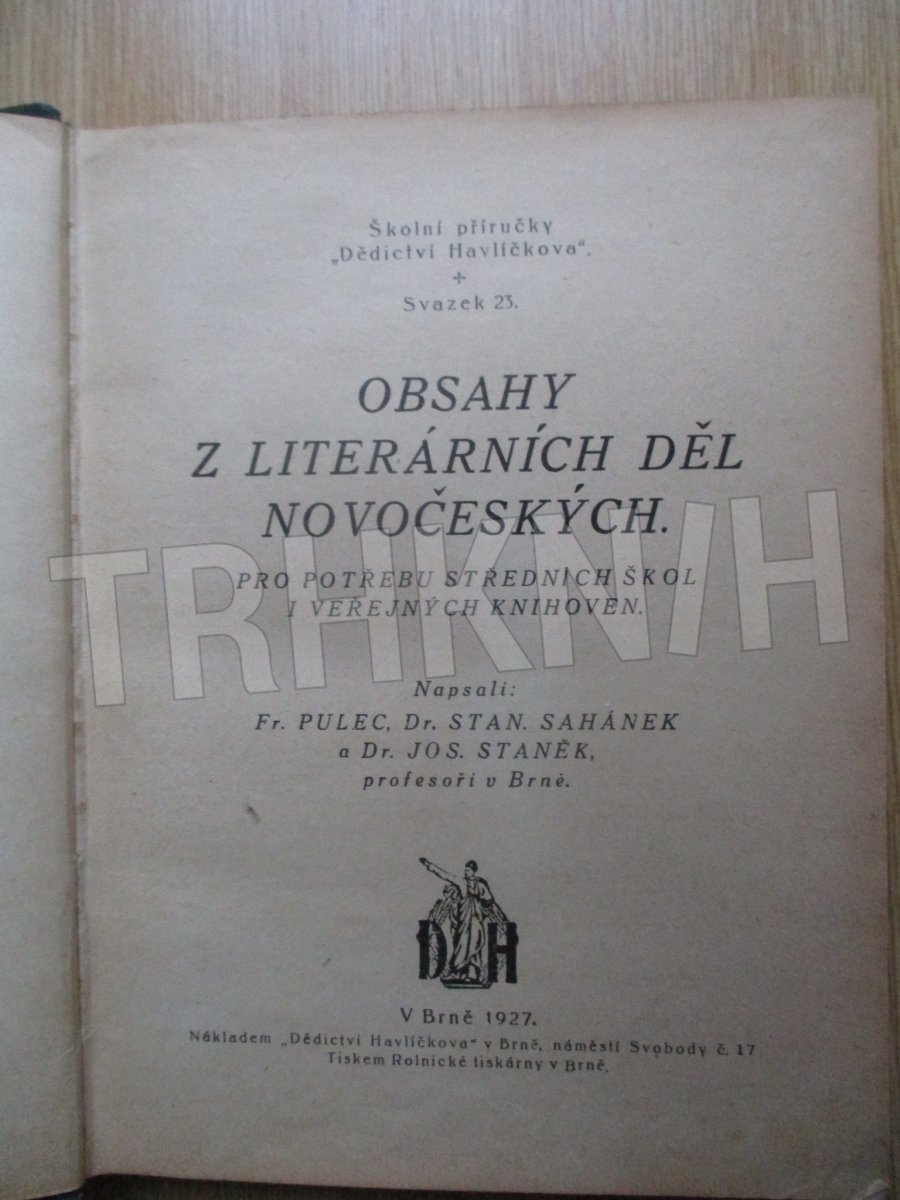 Školní příručky
„Dědictví Havlíčkova“.
Svazek 23.
OBSAHY
Z LITERÁRNÍCH DĚL
NOVOČESKÝCH.
PRO POTŘEBU STŘEDNÍCH ŠKOL
I VEŘEJNÝCH KNIHOVEN.
TRHKNIH
Napsali:
Fr. PULEC, Dr. STAN. SAHÁNEK
a Dr. JOS. STANĚK,
profesoři v Brně.
DH
V Brně 1927.
Nákladem „Dědictví Havlíčkova“ v Brně, náměstí Svobody č. 17
Tiskem Rolnické tiskárny v Brně.